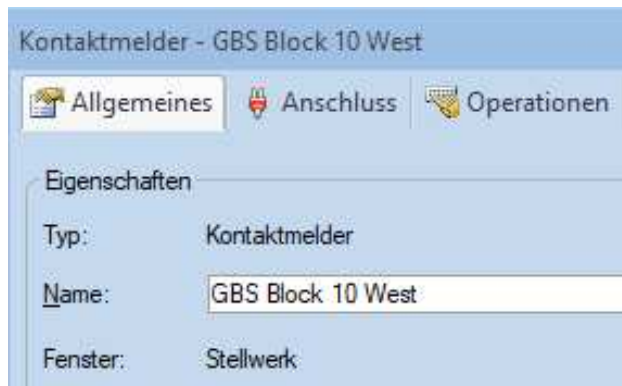 Kontaktmelder - GBS Block 10 West
Allgemeines Anschluss Operationen
Eigenschaften
Typ: Kontaktmelder
Name: GBS Block 10 West
Fenster: Stellwerk